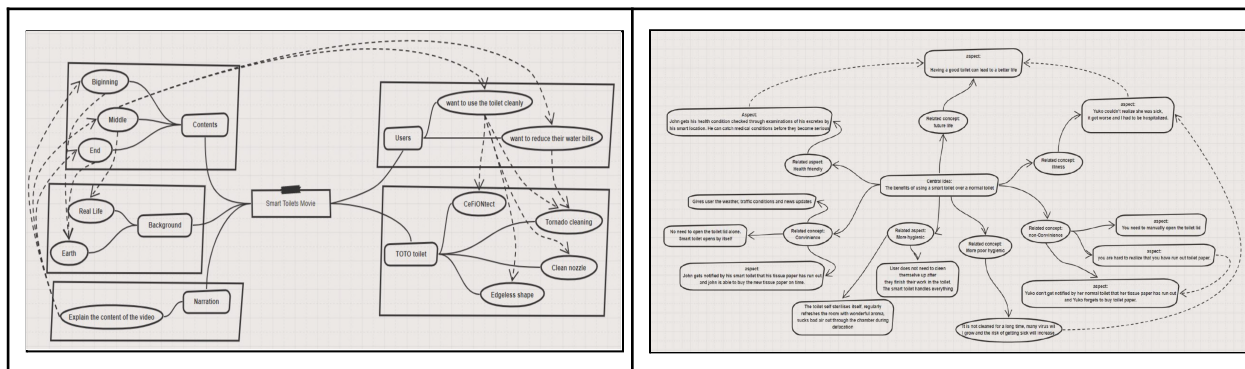 Biginning
Middle
End
Contents
Real Life
Background
Earth
Narration
Explain the content of the video
Smart Toilets Movie
Users
want to use the toilet cleanly
want to reduce their water bills
TOTO toilet
CeFiONtect
Tornado cleaning
Clean nozzle
Edgeless shape
aspect:
Having a good toilet can lead to a better life
Related concept:
future life
Aspect:
John gets his health condition checked through examinations of his excretes by
his smart location. He can catch medical conditions before they became serious
Related aspect:
Health friendly
aspect:
Yuko couldn't realise she was sick,
it got worse and I had to be hospitalized.
Related concept:
illness
Central idea:
The benefits of using a smart toilet over a normal toilet
Gives user the weather, traffic conditions and news updates
No need to open the toilet lid alone.
Smart toilet opens by itself
Related concept:
Convinience
aspect:
John gets notified by his smart toilet that his tissue paper has run out
and john is able to buy the new tissue paper on time.
Related aspect:
More hygienic
User does not need to clean
themselve up after
they finish their work in the toilet
The smart toilet handles everything
The toilet self sterilises itself, regularly
refreshes the room with wonderful aroma,
sucks bad air out through the chamber during
defecation
Related concept:
More poor hygienic
It is not cleaned for a long time, many virus will
grow and the risk of getting sick will increase
Related concept:
non-Convinience
aspect:
You need to manually open the toilet lid
aspect:
you are hard to realize that you have run out toilet paper.
aspect:
Yuko don't get notified by her normal toilet that her tissue paper has run out
and Yuko forgets to buy toilet paper.